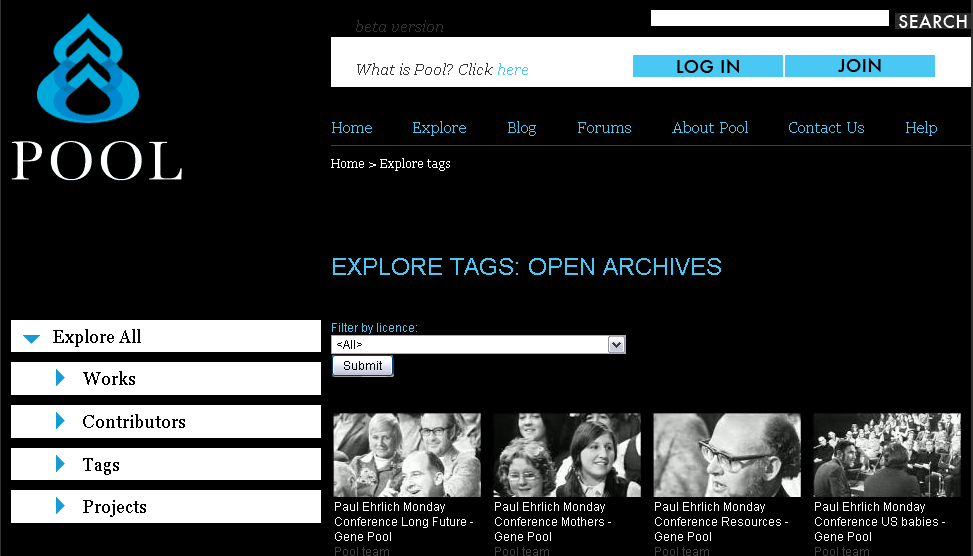 beta version
SEARCH
What is Pool? Click here
LOG IN
JOIN
POOL
Home
Explore
Blog
Forums
About Pool
Contact Us
Help
Home > Explore tags
EXPLORE TAGS: OPEN ARCHIVES
Explore All
Works
Contributors
Tags
Projects
Filter by licence:
<All>
Submit
Paul Ehrlich Monday
Conference Long Future -
Gene Pool
Pool team
Paul Ehrlich Monday
Conference Mothers -
Gene Pool
Pool team
Paul Ehrlich Monday
Conference Resources -
Gene Pool
Pool team
Paul Ehrlich Monday
Conference US babies -
Gene Pool
Pool team